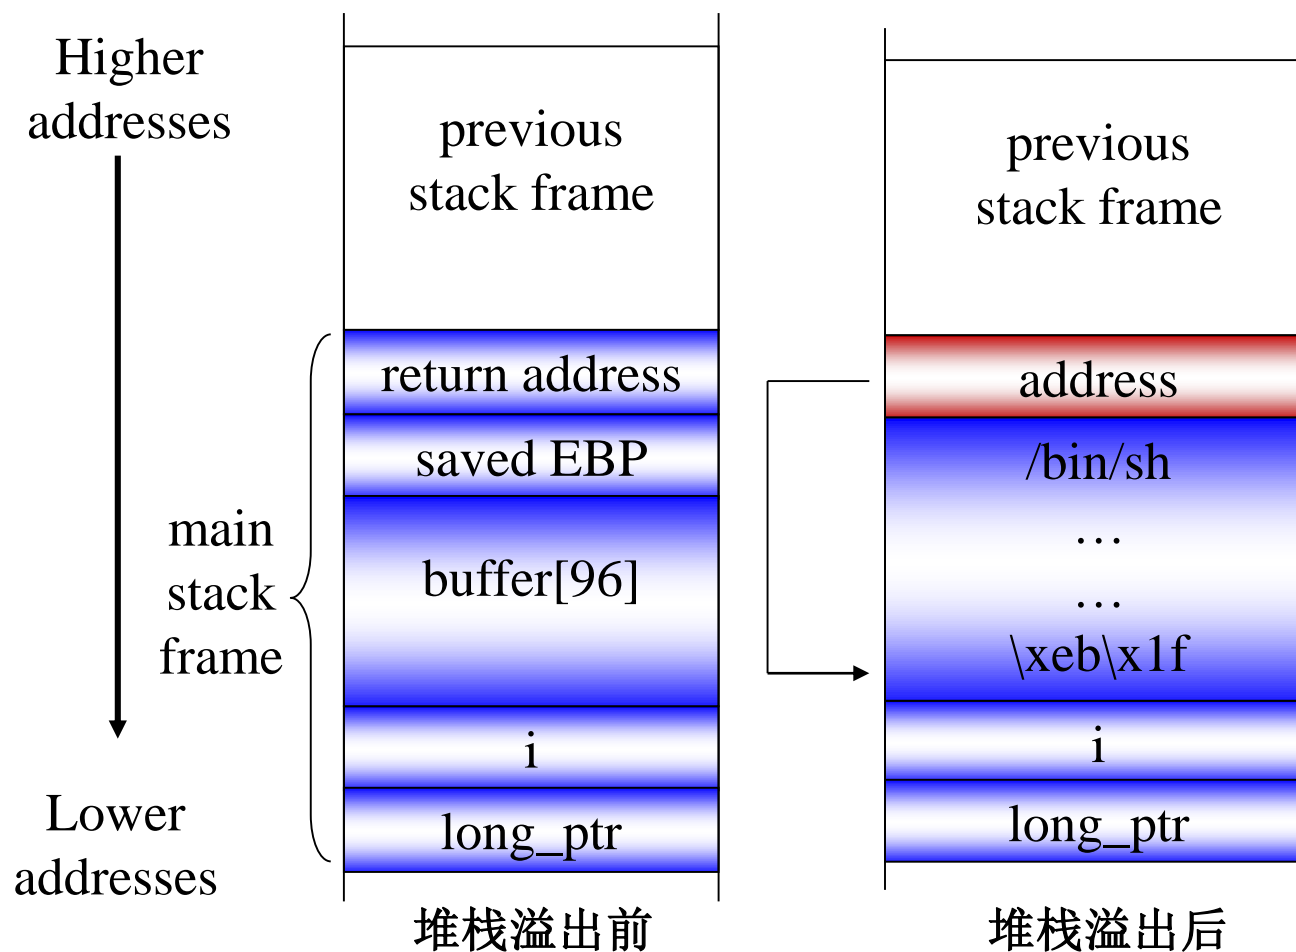 Higher
addresses
Lower
addresses
main
stack
frame
previous
stack frame
return address
saved EBP
buffer[96]
i
long_ptr
堆栈溢出前
previous
stack frame
address
/bin/sh
…
…
\xeb\x1f
i
long_ptr
堆栈溢出后